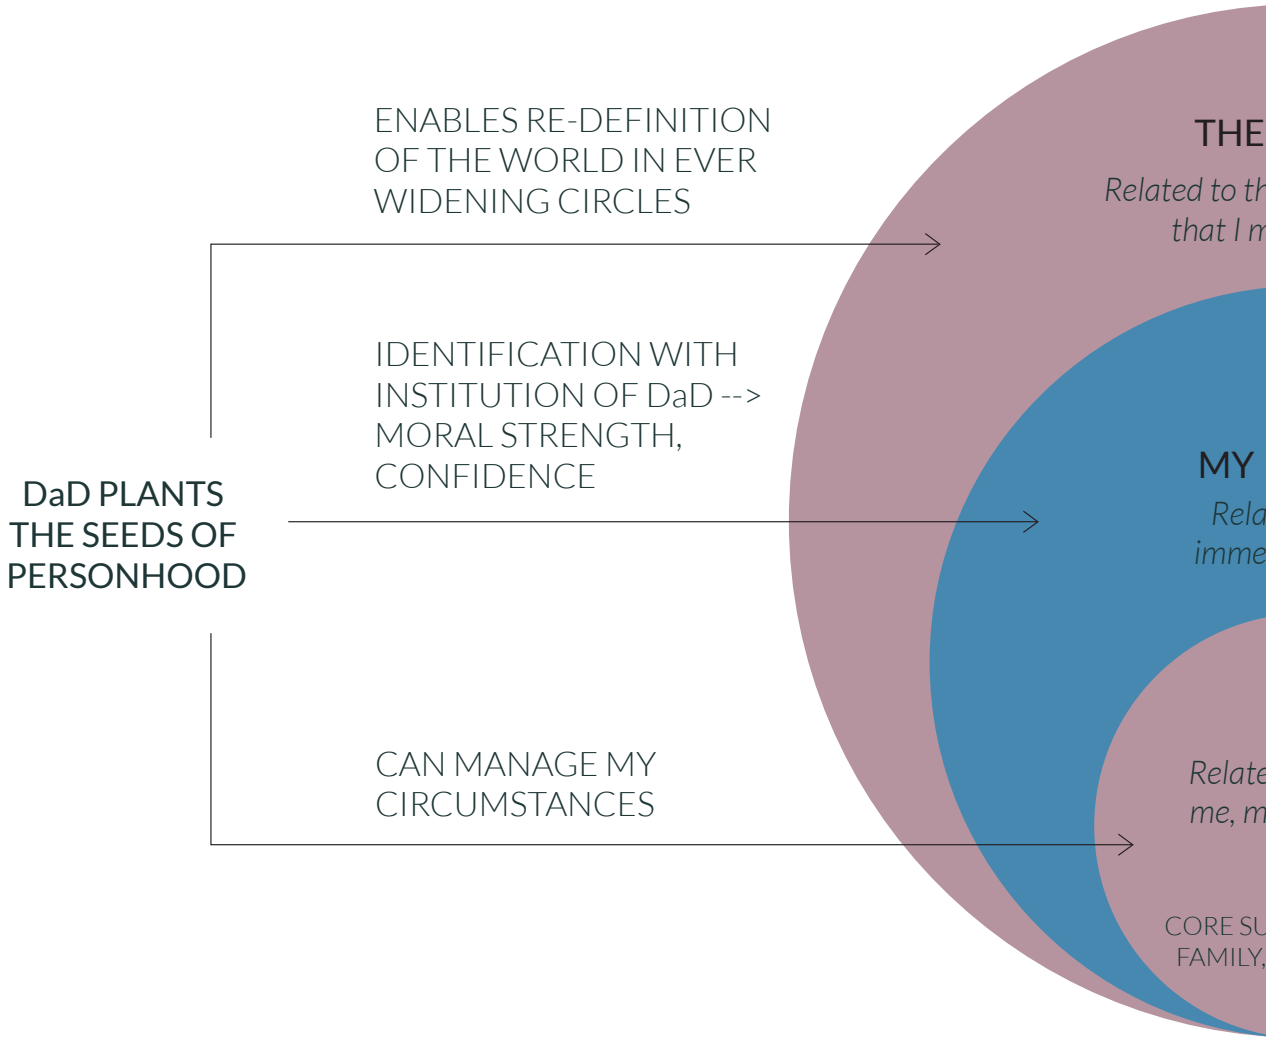 ENABLES RE-DEFINITION
OF THE WORLD IN EVER
WIDENING CIRCLES
IDENTIFICATION WITH
INSTITUTION OF DaD -->
MORAL STRENGTH,
CONFIDENCE
DaD PLANTS
THE SEEDS OF
PERSONHOOD
CAN MANAGE MY
CIRCUMSTANCES
THE
Related to th
that I m
MY
Rela
imme
Relate
me, m
CORE SU
FAMILY,